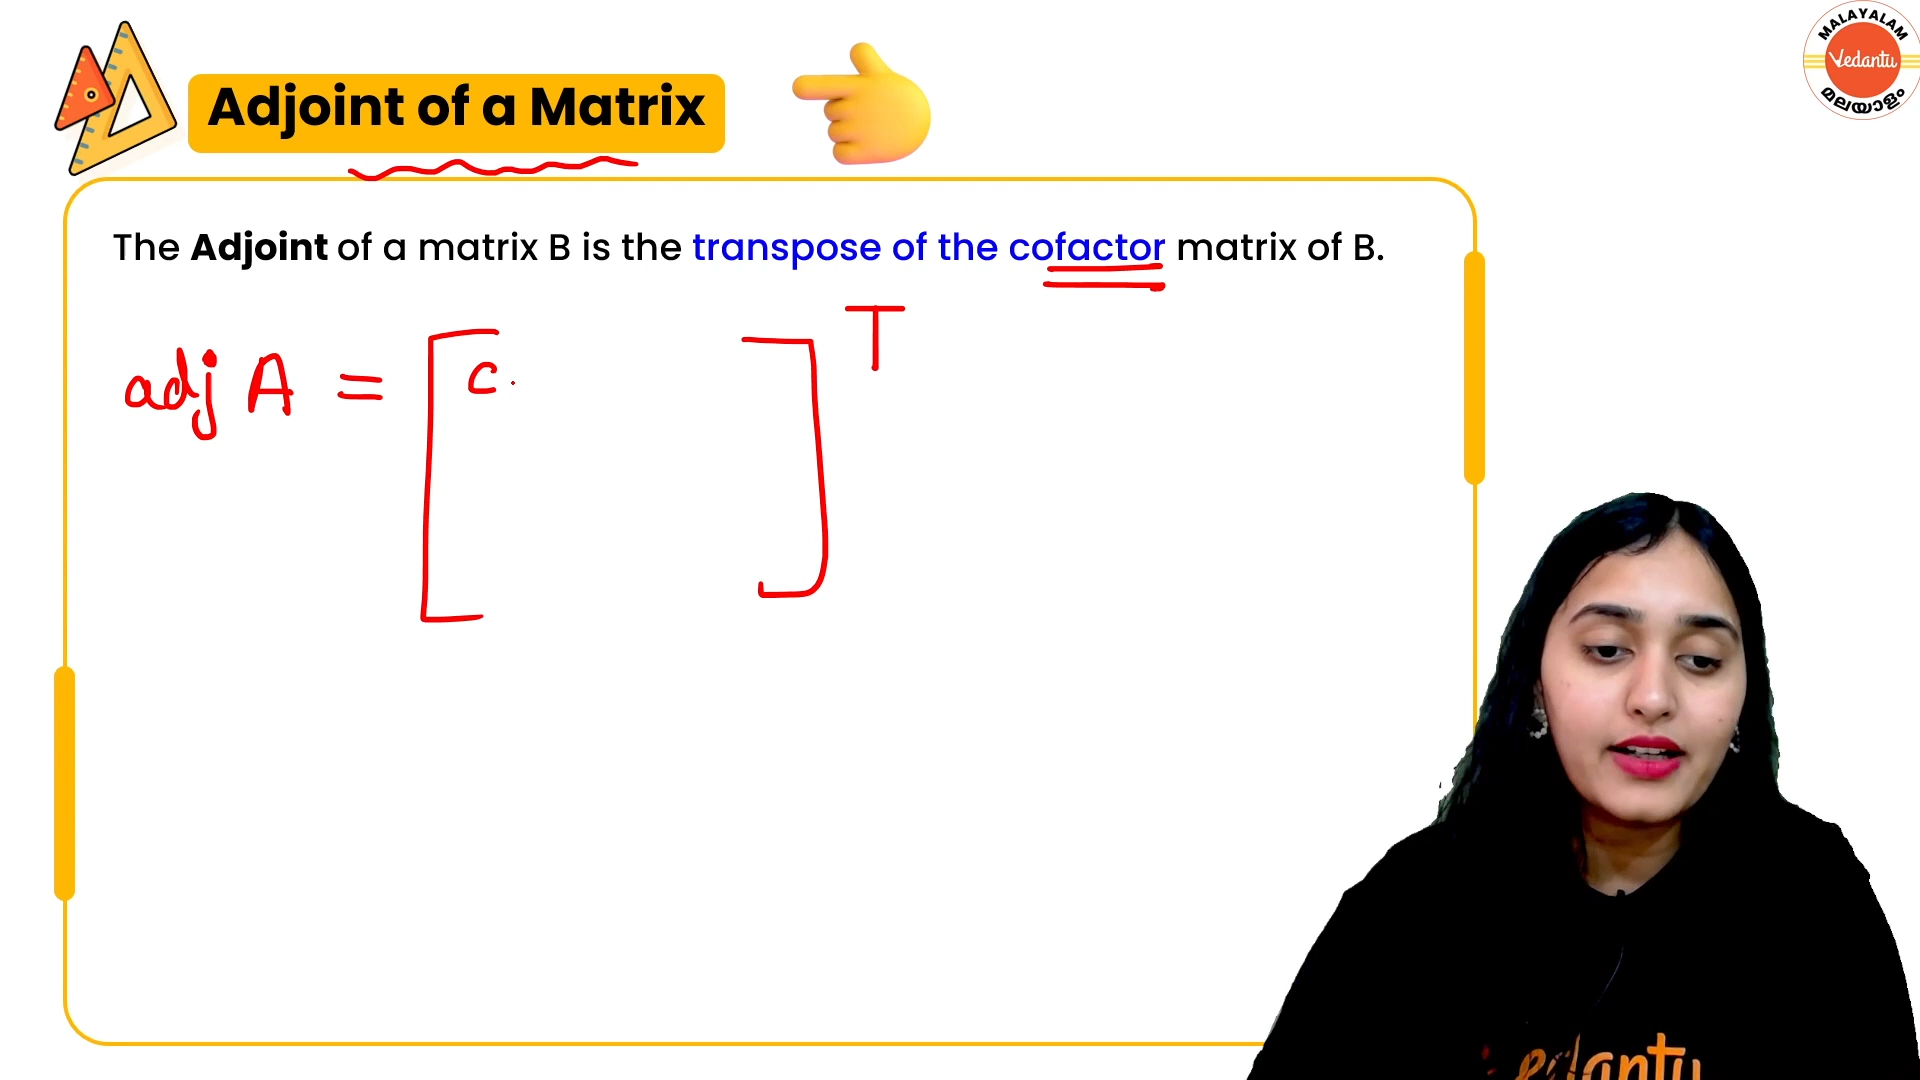 Adjoint of a Matrix
MALAYALAM
Vedantu
മലയാളം
The Adjoint of a matrix B is the transpose of the cofactor matrix of B.
adj A = [ c. ] T
vedantu